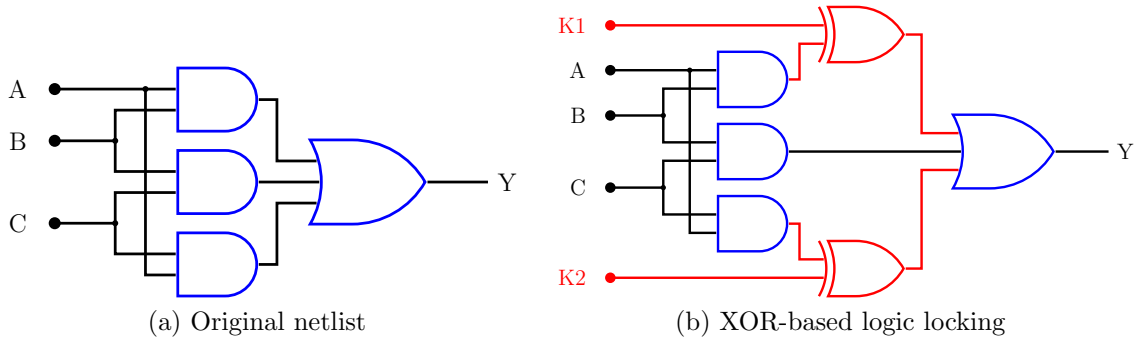 A
B
C
Y
(a) Original netlist
K1
A
B
C
K2
Y
(b) XOR-based logic locking